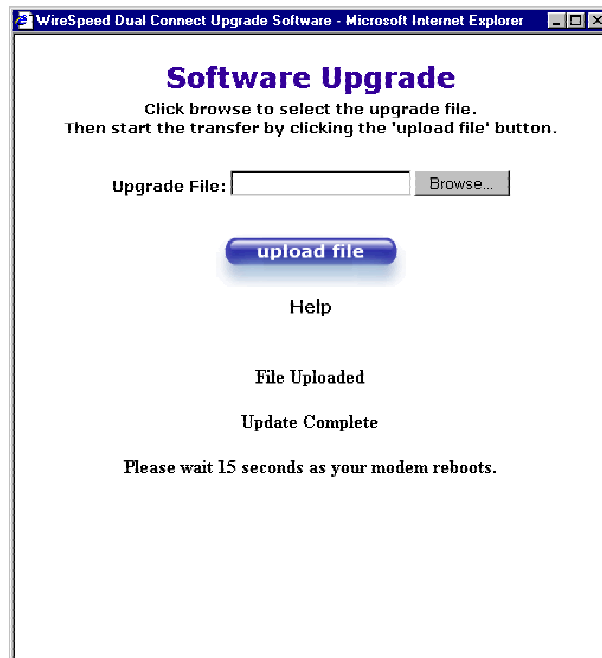 WireSpeed Dual Connect Upgrade Software - Microsoft Internet Explorer
Software Upgrade
Click browse to select the upgrade file.
Then start the transfer by clicking the 'upload file' button.
Upgrade File: Browse...
upload file
Help
File Uploaded
Update Complete
Please wait 15 seconds as your modem reboots.